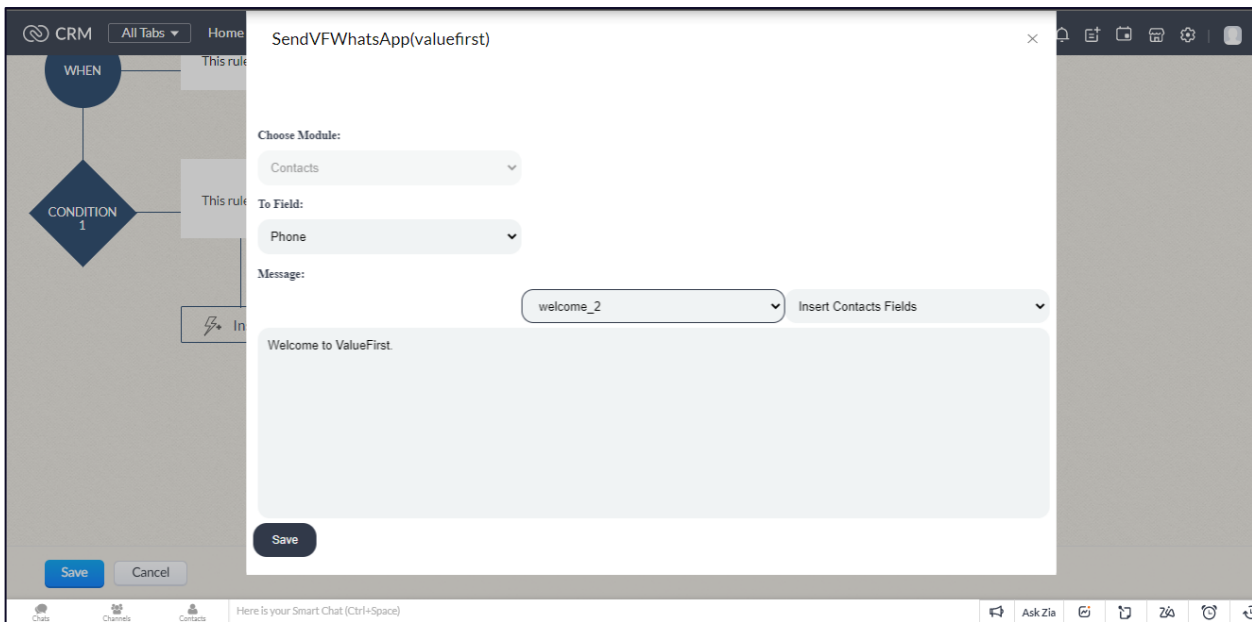 CRM
All Tabs
Home
SendVFWhatsApp(valuefirst)
WHEN
This rule
Choose Module:
Contacts
CONDITION
1
This rule
To Field:
Phone
Message:
welcome_2
Insert Contacts Fields
In
Welcome to ValueFirst.
Save
Save
Cancel
Chats
Channels
Contacts
Here is your Smart Chat (Ctrl+Space)
Ask Zia